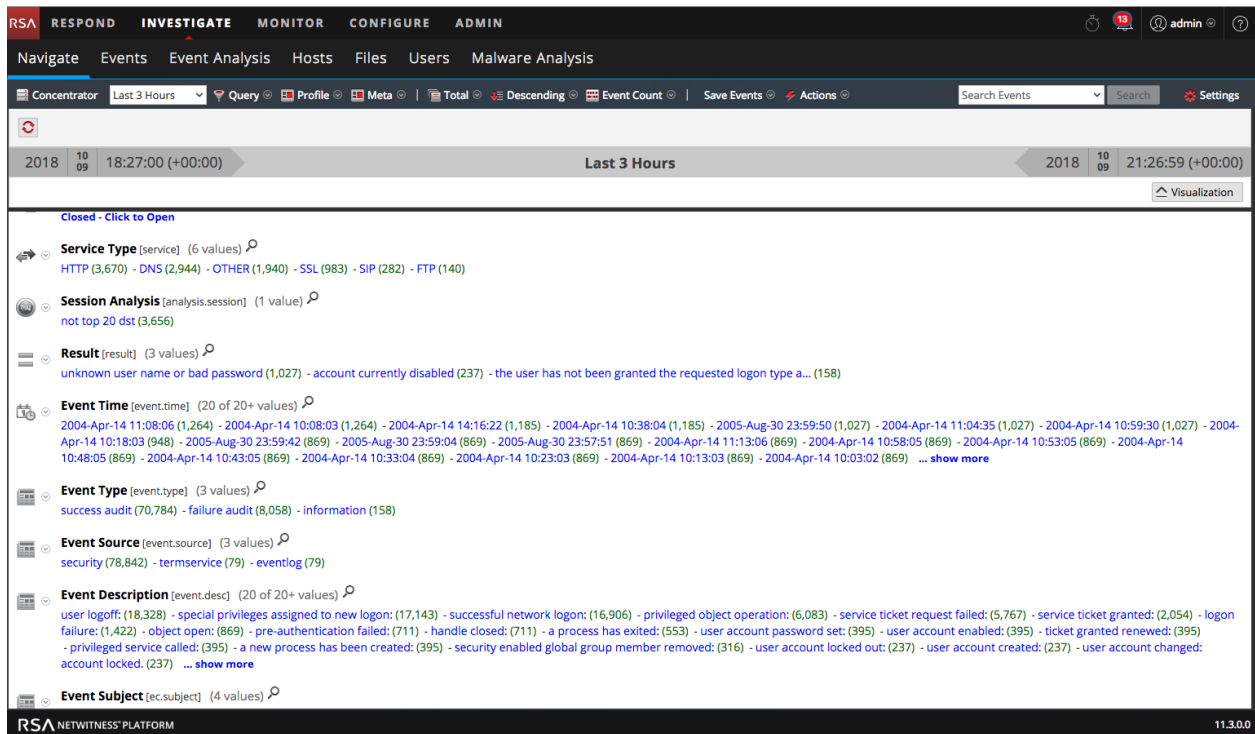 RSA RESPOND INVESTIGATE MONITOR CONFIGURE ADMIN 13 admin ?
Navigate Events Event Analysis Hosts Files Users Malware Analysis
Concentrator Last 3 Hours Query Profile Meta | Total Descending Event Count | Save Events Actions Search Events Search Settings
2018 10 09 18:27:00 (+00:00) Last 3 Hours 2018 10 09 21:26:59 (+00:00)
Visualization
Closed - Click to Open
Service Type [service] (6 values)
HTTP (3,670) - DNS (2,944) - OTHER (1,940) - SSL (983) - SIP (282) - FTP (140)
Session Analysis [analysis.session] (1 value)
not top 20 dst (3,656)
Result [result] (3 values)
unknown user name or bad password (1,027) - account currently disabled (237) - the user has not been granted the requested logon type a... (158)
Event Time [event.time] (20 of 20+ values)
2004-Apr-14 11:08:06 (1,264) - 2004-Apr-14 10:08:03 (1,264) - 2004-Apr-14 14:16:22 (1,185) - 2004-Apr-14 10:38:04 (1,185) - 2005-Aug-30 23:59:50 (1,027) - 2004-Apr-14 11:04:35 (1,027) - 2004-Apr-14 10:59:30 (1,027) - 2004-
Apr-14 10:18:03 (948) - 2005-Aug-30 23:59:42 (869) - 2005-Aug-30 23:59:04 (869) - 2005-Aug-30 23:57:51 (869) - 2004-Apr-14 11:13:06 (869) - 2004-Apr-14 10:58:05 (869) - 2004-Apr-14 10:53:05 (869) - 2004-Apr-14
10:48:05 (869) - 2004-Apr-14 10:43:05 (869) - 2004-Apr-14 10:33:04 (869) - 2004-Apr-14 10:23:03 (869) - 2004-Apr-14 10:13:03 (869) - 2004-Apr-14 10:03:02 (869) ... show more
Event Type [event.type] (3 values)
success audit (70,784) - failure audit (8,058) - information (158)
Event Source [event.source] (3 values)
security (78,842) - termservice (79) - eventlog (79)
Event Description [event.desc] (20 of 20+ values)
user logoff: (18,328) - special privileges assigned to new logon: (17,143) - successful network logon: (16,906) - privileged object operation: (6,083) - service ticket request failed: (5,767) - service ticket granted: (2,054) - logon
failure: (1,422) - object open: (869) - pre-authentication failed: (711) - handle closed: (711) - a process has exited: (553) - user account password set: (395) - user account enabled: (395) - ticket granted renewed: (395)
- privileged service called: (395) - a new process has been created: (395) - security enabled global group member removed: (316) - user account locked out: (237) - user account created: (237) - user account changed:
account locked. (237) ... show more
Event Subject [ec.subject] (4 values)
RSA NETWITNESS PLATFORM 11.3.0.0